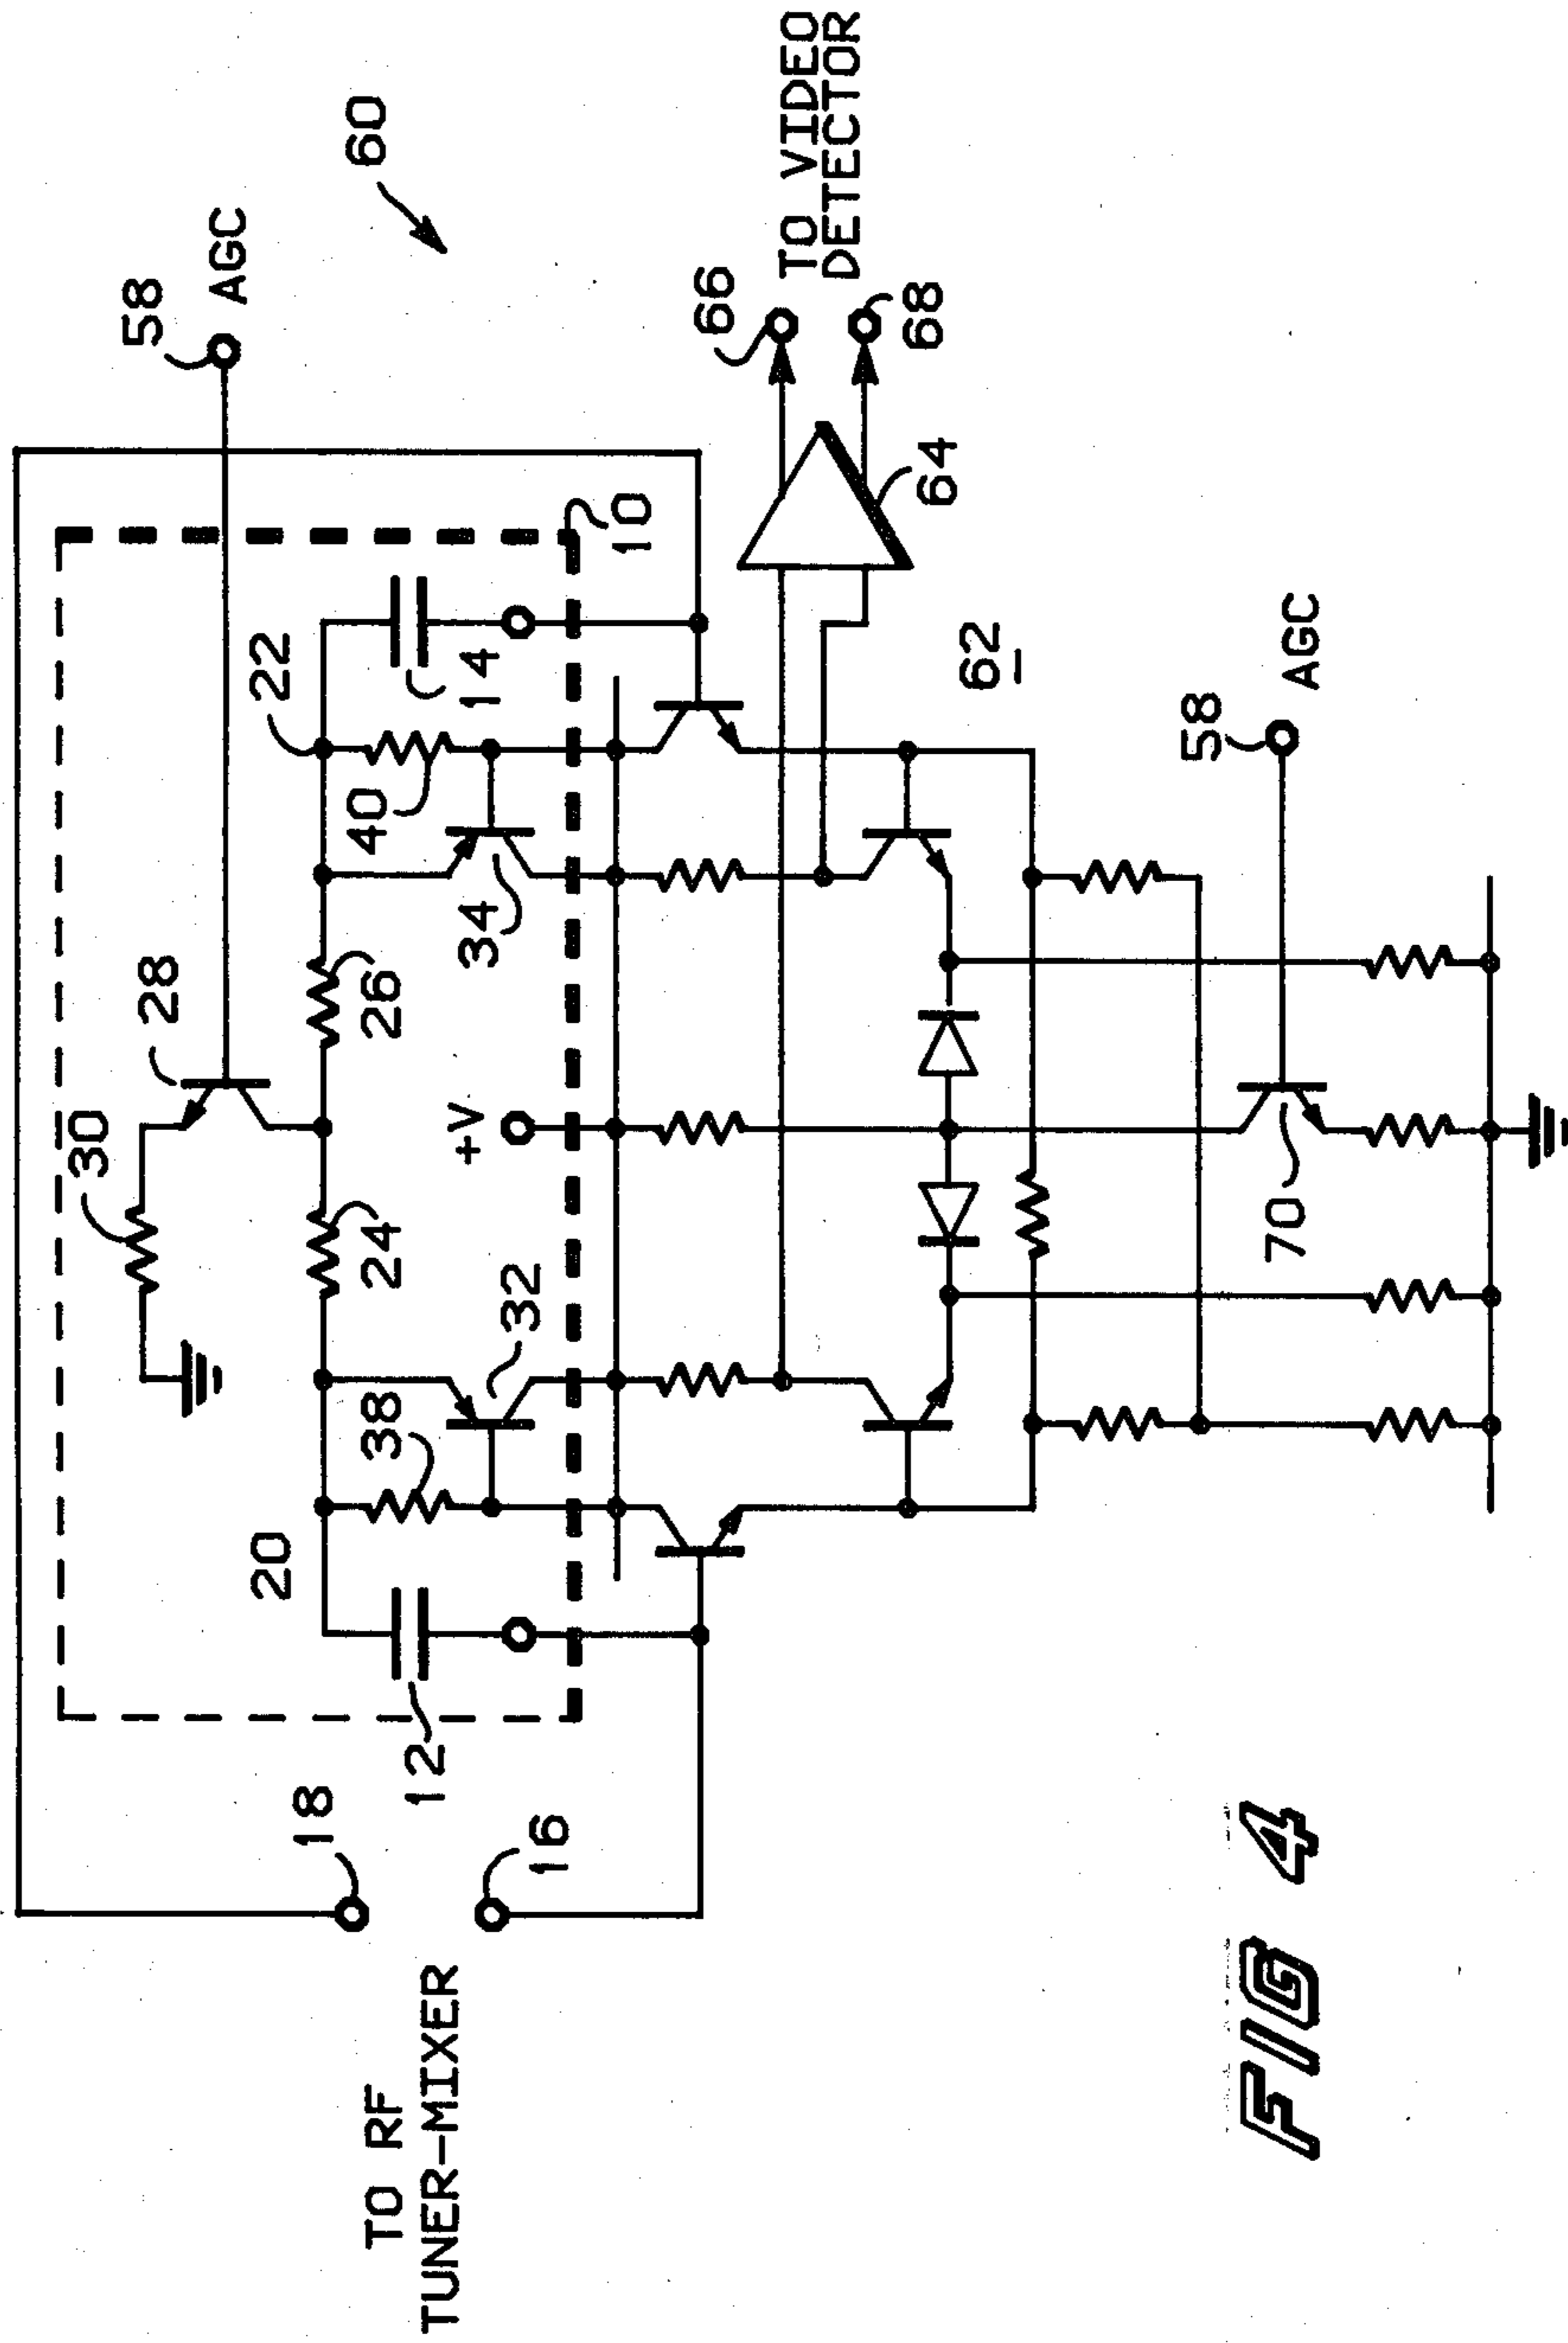 60
58
AGC
28
30
22
26
24
40
14
34
10
+V
66
TO VIDEO
DETECTOR
68
64
20
38
32
12
62
18
16
TO RF
TUNER-MIXER
58
AGC
70
FIG 4